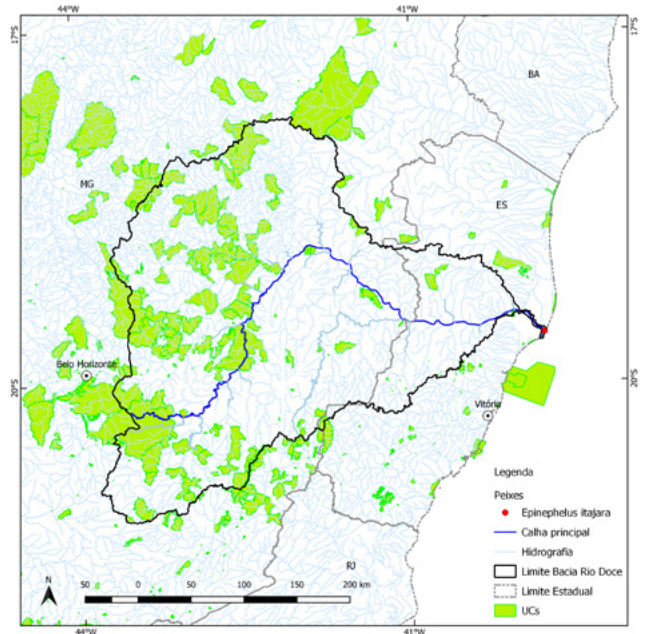 44°W 41°W
17°S 17°S
BA
MG
ES
Belo Horizonte
20°S 20°S
Vitória
Legenda
Peixes
Epinephelus itajara
Calha principal
Hidrografia
Limite Bacia Rio Doce
RJ
Limite Estadual
N
50 0 50 100 150 200 km
UCs
44°W 41°W